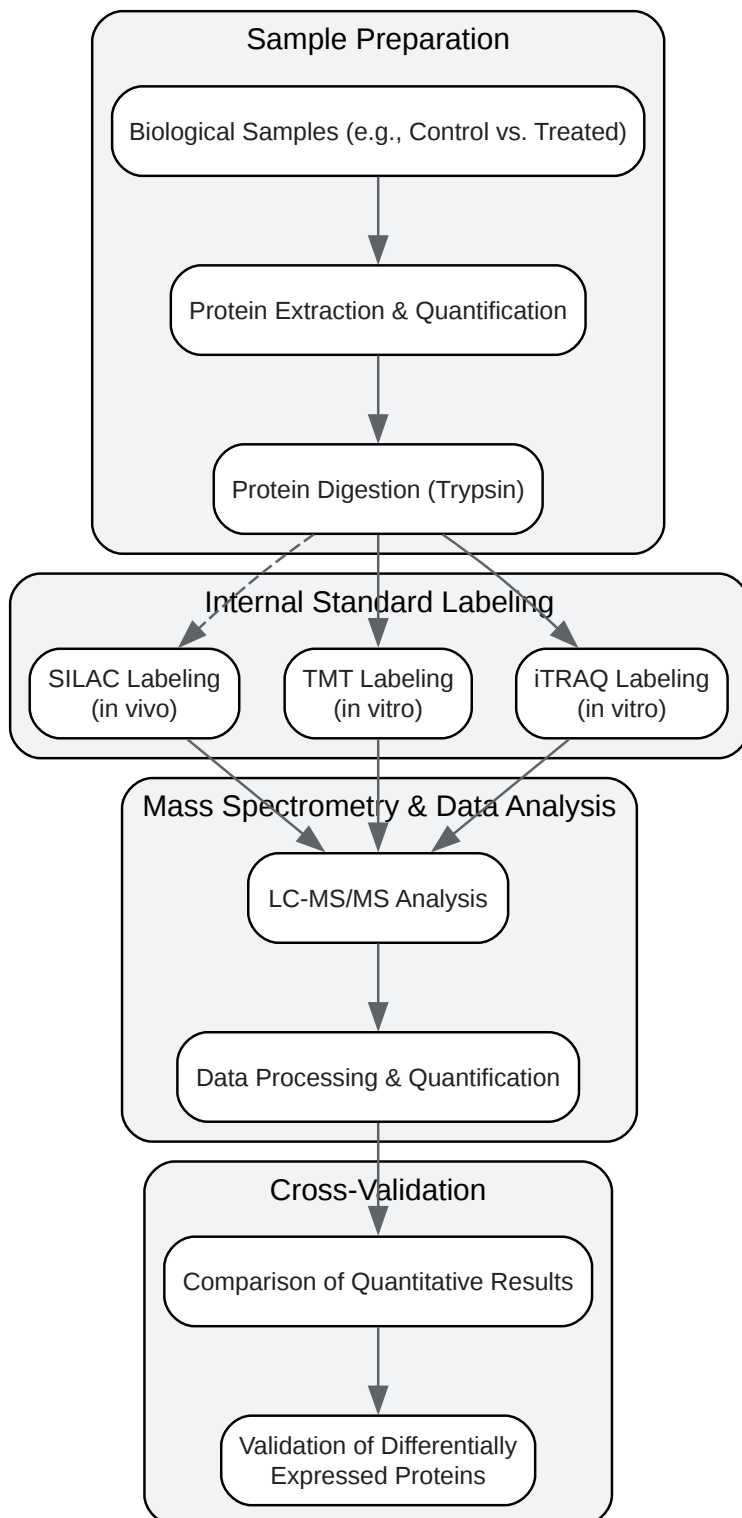 Sample Preparation
Biological Samples (e.g., Control vs. Treated)
Protein Extraction & Quantification
Protein Digestion (Trypsin)
Internal Standard Labeling
SILAC Labeling
(in vivo)
TMT Labeling
(in vitro)
iTRAQ Labeling
(in vitro)
Mass Spectrometry & Data Analysis
LC-MS/MS Analysis
Data Processing & Quantification
Cross-Validation
Comparison of Quantitative Results
Validation of Differentially
Expressed Proteins